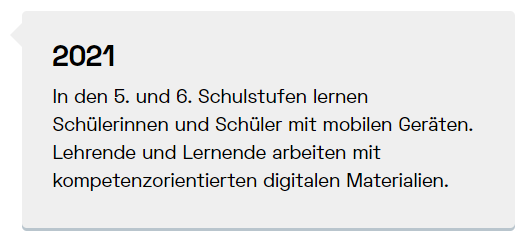 2021
In den 5. und 6. Schulstufen lernen
Schülerinnen und Schüler mit mobilen Geräten.
Lehrende und Lernende arbeiten mit
kompetenzorientierten digitalen Materialien.